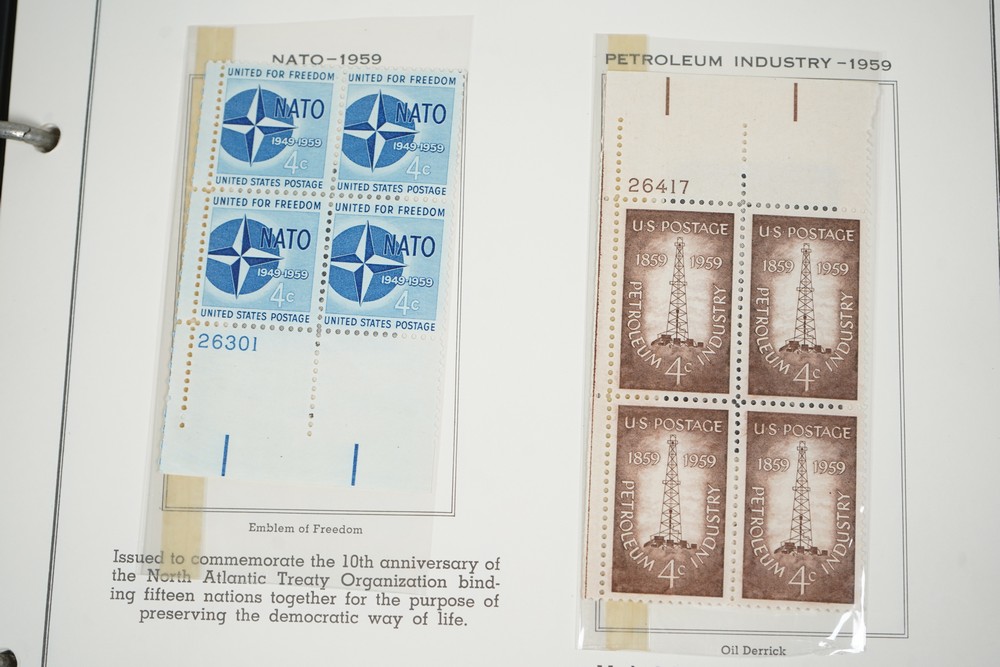 NATO-1959
UNITED FOR FREEDOM
NATO
1949-1959
4c
UNITED STATES POSTAGE
UNITED FOR FREEDOM
NATO
1949-1959
4c
UNITED STATES POSTAGE
UNITED FOR FREEDOM
NATO
1949-1959
4c
UNITED STATES POSTAGE
UNITED FOR FREEDOM
NATO
1949-1959
4c
UNITED STATES POSTAGE
26301
Emblem of Freedom
Issued to commemorate the 10th anniversary of
the North Atlantic Treaty Organization bind-
ing fifteen nations together for the purpose of
preserving the democratic way of life.
PETROLEUM INDUSTRY-1959
26417
U·S POSTAGE
1859 1959
PETROLEUM INDUSTRY
4c
U·S POSTAGE
1859 1959
PETROLEUM INDUSTRY
4c
U·S POSTAGE
1859 1959
PETROLEUM INDUSTRY
4c
U·S POSTAGE
1859 1959
PETROLEUM INDUSTRY
4c
Oil Derrick